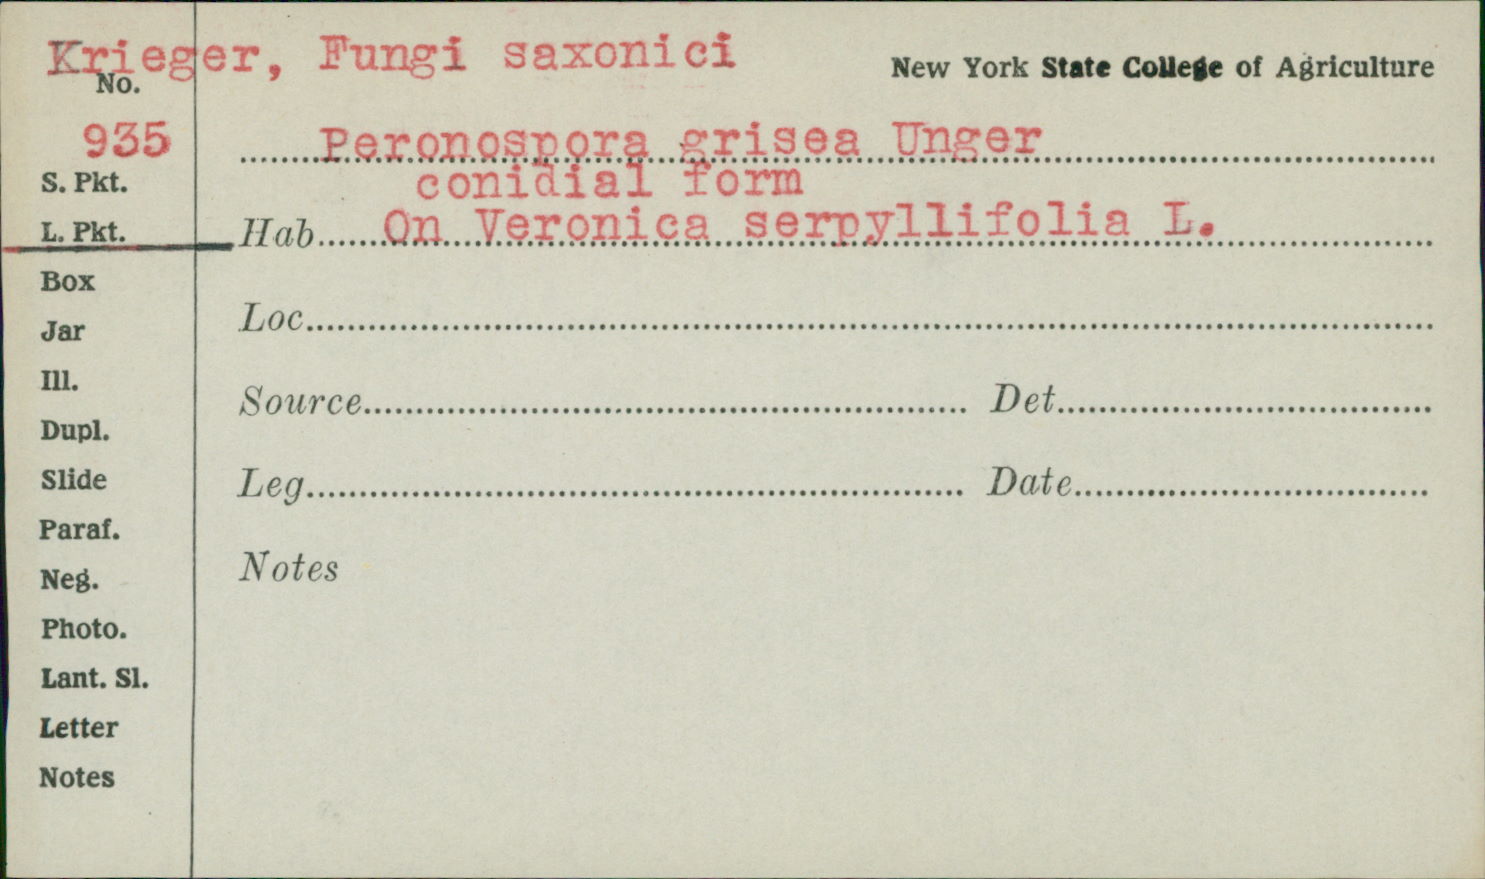 Krieger, Fungi saxonici
New York State College of Agriculture
No.
935
Peronospora grisea Unger
conidial form
S. Pkt.
L. Pkt.
Hab. On Veronica serpyllifolia L.
Box
Loc.
Jar
Ill.
Source Det.
Dupl.
Slide
Leg. Date
Paraf.
Notes
Neg.
Photo.
Lant. Sl.
Letter
Notes